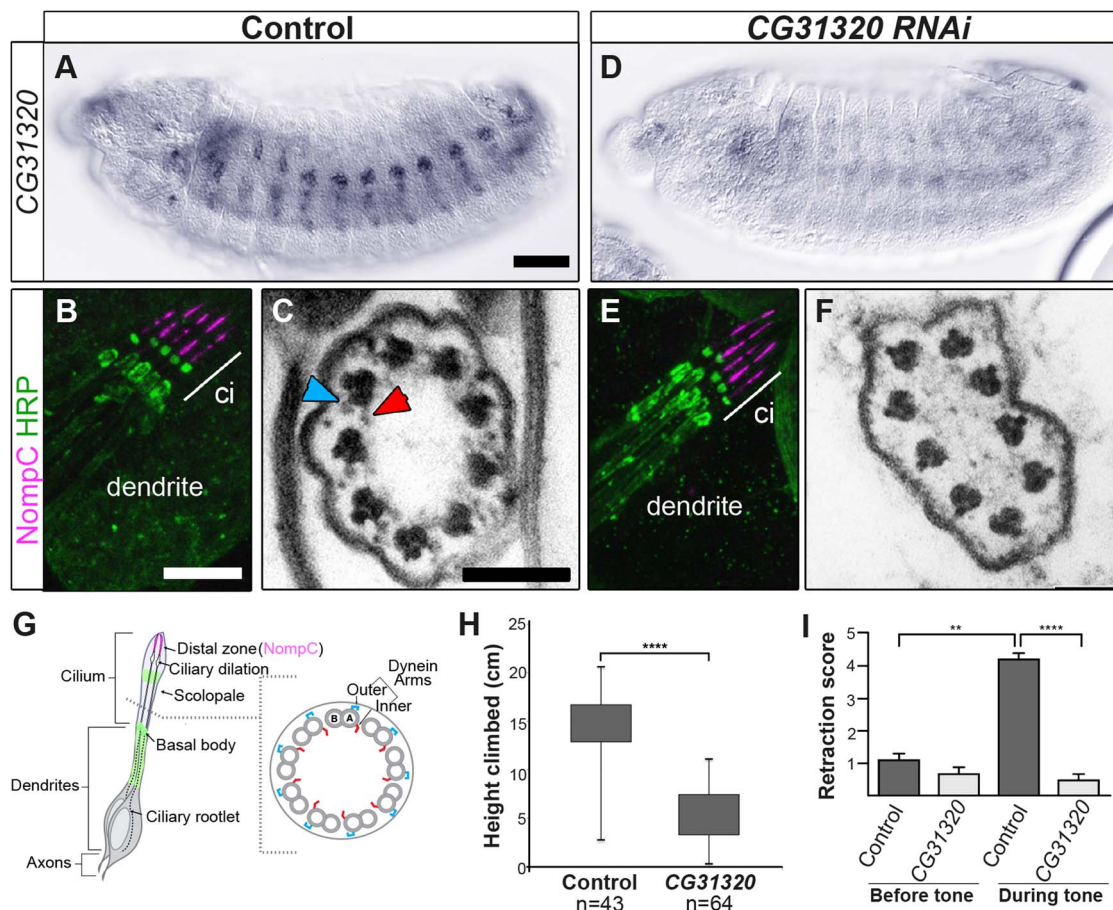 Control
CG31320 RNAi
CG31320
A
D
NompC HRP
B
ci
dendrite
C
E
ci
dendrite
F
G
Cilium
Distal zone (NompC)
Ciliary dilation
Scolopale
Basal body
Dendrites
Ciliary rootlet
Axons
Dynein
Arms
Outer
Inner
B A
H
Height climbed (cm)
25
20
15
10
5
0
****
Control
n=43
CG31320
n=64
I
Retraction score
5
4
3
2
1
**
****
Control
CG31320
Control
CG31320
Before tone
During tone